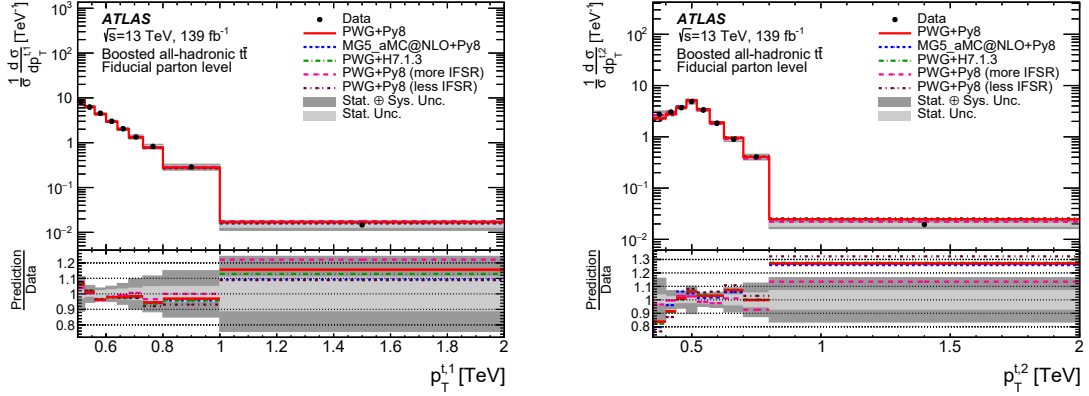 ATLAS
√s=13 TeV, 139 fb⁻¹
Boosted all-hadronic tt̄
Fiducial parton level
Data
PWG+Py8
MG5_aMC@NLO+Py8
PWG+H7.1.3
PWG+Py8 (more IFSR)
PWG+Py8 (less IFSR)
Stat. ⊕ Sys. Unc.
Stat. Unc.
1/σ dσ/dp_T^{t,1} [TeV⁻¹]
10³
10²
10
1
10⁻¹
10⁻²
Prediction
Data
1.2
1.1
1
0.9
0.8
0.6 0.8 1 1.2 1.4 1.6 1.8 2
p_T^{t,1} [TeV]
ATLAS
√s=13 TeV, 139 fb⁻¹
Boosted all-hadronic tt̄
Fiducial parton level
Data
PWG+Py8
MG5_aMC@NLO+Py8
PWG+H7.1.3
PWG+Py8 (more IFSR)
PWG+Py8 (less IFSR)
Stat. ⊕ Sys. Unc.
Stat. Unc.
1/σ dσ/dp_T^{t,2} [TeV⁻¹]
10³
10²
10
1
10⁻¹
10⁻²
Prediction
Data
1.3
1.2
1.1
1
0.9
0.8
0.5 1 1.5 2
p_T^{t,2} [TeV]